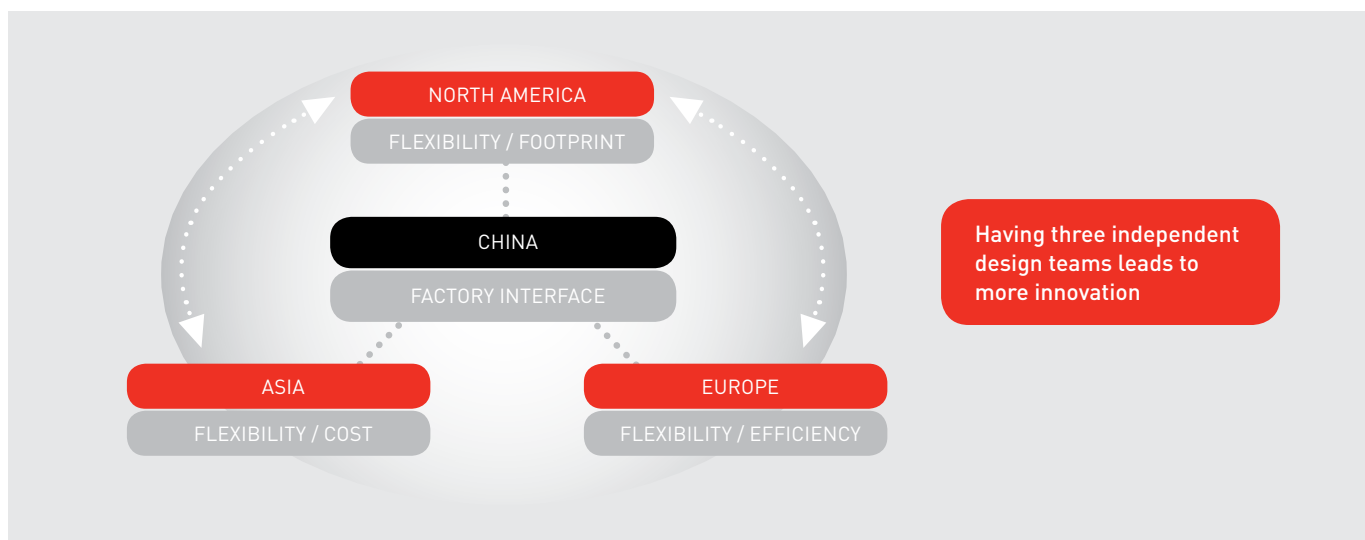 NORTH AMERICA
FLEXIBILITY / FOOTPRINT
CHINA
FACTORY INTERFACE
ASIA
FLEXIBILITY / COST
EUROPE
FLEXIBILITY / EFFICIENCY
Having three independent
design teams leads to
more innovation